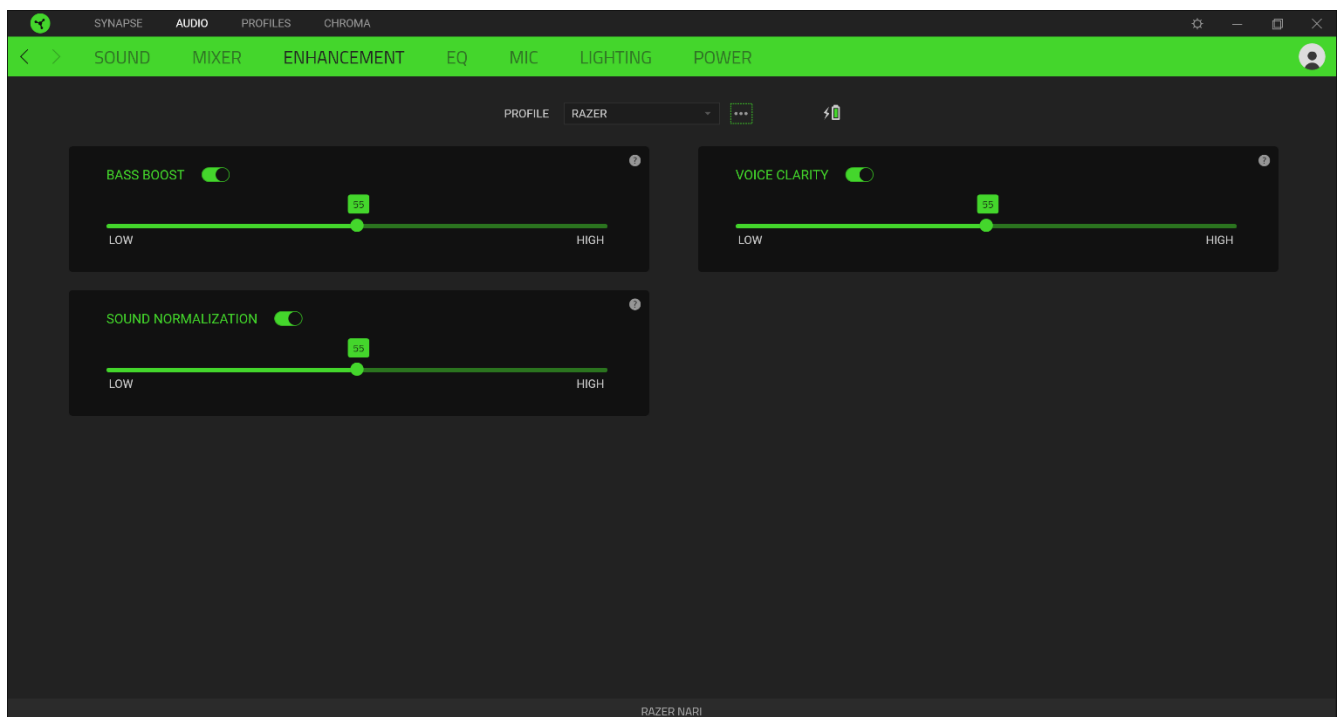 SYNAPSE AUDIO PROFILES CHROMA
SOUND MIXER ENHANCEMENT EQ MIC LIGHTING POWER
PROFILE RAZER
BASS BOOST
55
LOW HIGH
VOICE CLARITY
55
LOW HIGH
SOUND NORMALIZATION
55
LOW HIGH
RAZER NARI